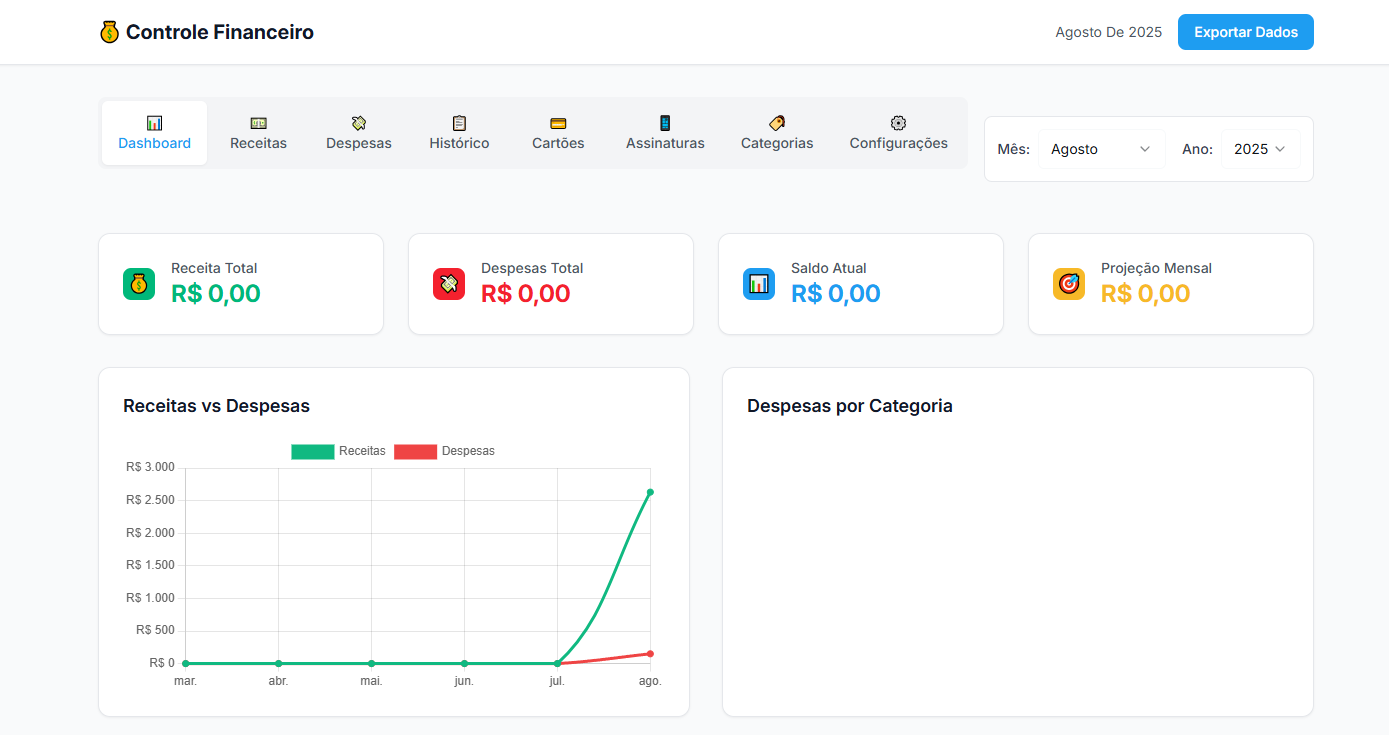 Controle Financeiro
Agosto De 2025
Exportar Dados
Dashboard
Receitas
Despesas
Histórico
Cartões
Assinaturas
Categorias
Configurações
Mês: Agosto
Ano: 2025
Receita Total
R$ 0,00
Despesas Total
R$ 0,00
Saldo Atual
R$ 0,00
Projeção Mensal
R$ 0,00
Receitas vs Despesas
Receitas Despesas
R$ 3.000
R$ 2.500
R$ 2.000
R$ 1.500
R$ 1.000
R$ 500
R$ 0
mar. abr. mai. jun. jul. ago.
Despesas por Categoria